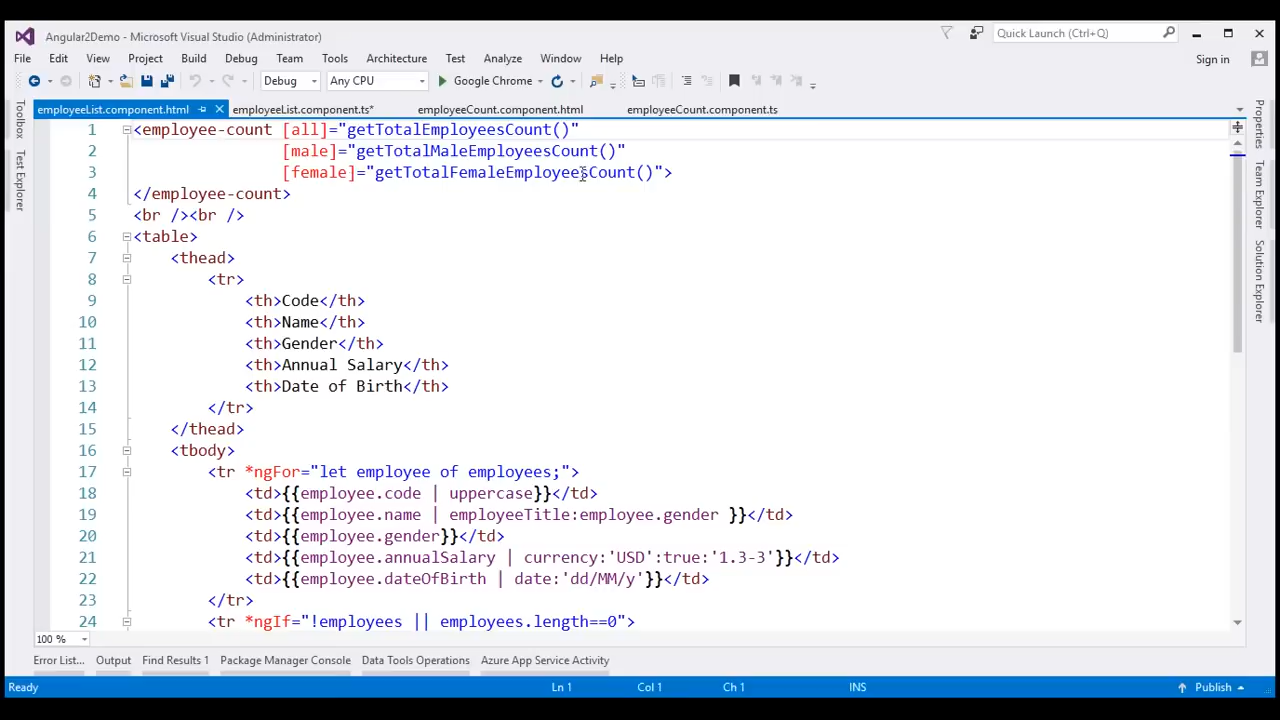 Angular2Demo - Microsoft Visual Studio (Administrator)
Quick Launch (Ctrl+Q)
File Edit View Project Build Debug Team Tools Architecture Test Analyze Window Help
Sign in
Debug Any CPU Google Chrome
employeeList.component.html employeeList.component.ts* employeeCount.component.html employeeCount.component.ts
Toolbox
Test Explorer
Properties
Team Explorer
Solution Explorer
1 <employee-count [all]="getTotalEmployeesCount()"
2 [male]="getTotalMaleEmployeesCount()"
3 [female]="getTotalFemaleEmployeesCount()">
4 </employee-count>
5 <br /><br />
6 <table>
7 <thead>
8 <tr>
9 <th>Code</th>
10 <th>Name</th>
11 <th>Gender</th>
12 <th>Annual Salary</th>
13 <th>Date of Birth</th>
14 </tr>
15 </thead>
16 <tbody>
17 <tr *ngFor="let employee of employees;">
18 <td>{{employee.code | uppercase}}</td>
19 <td>{{employee.name | employeeTitle:employee.gender }}</td>
20 <td>{{employee.gender}}</td>
21 <td>{{employee.annualSalary | currency:'USD':true:'1.3-3'}}</td>
22 <td>{{employee.dateOfBirth | date:'dd/MM/y'}}</td>
23 </tr>
24 <tr *ngIf="!employees || employees.length==0">
100 %
Error List... Output Find Results 1 Package Manager Console Data Tools Operations Azure App Service Activity
Ready Ln 1 Col 1 Ch 1 INS Publish